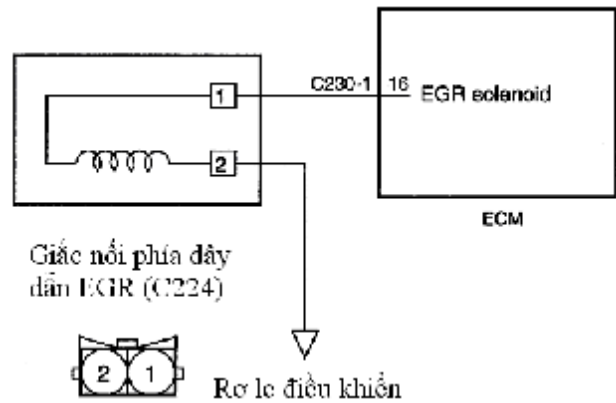 1
C230-1 16 EGR solenoid
2
ECM
Giắc nối phía dây
dẫn EGR (C224)
2 1
Rơ le điều khiển